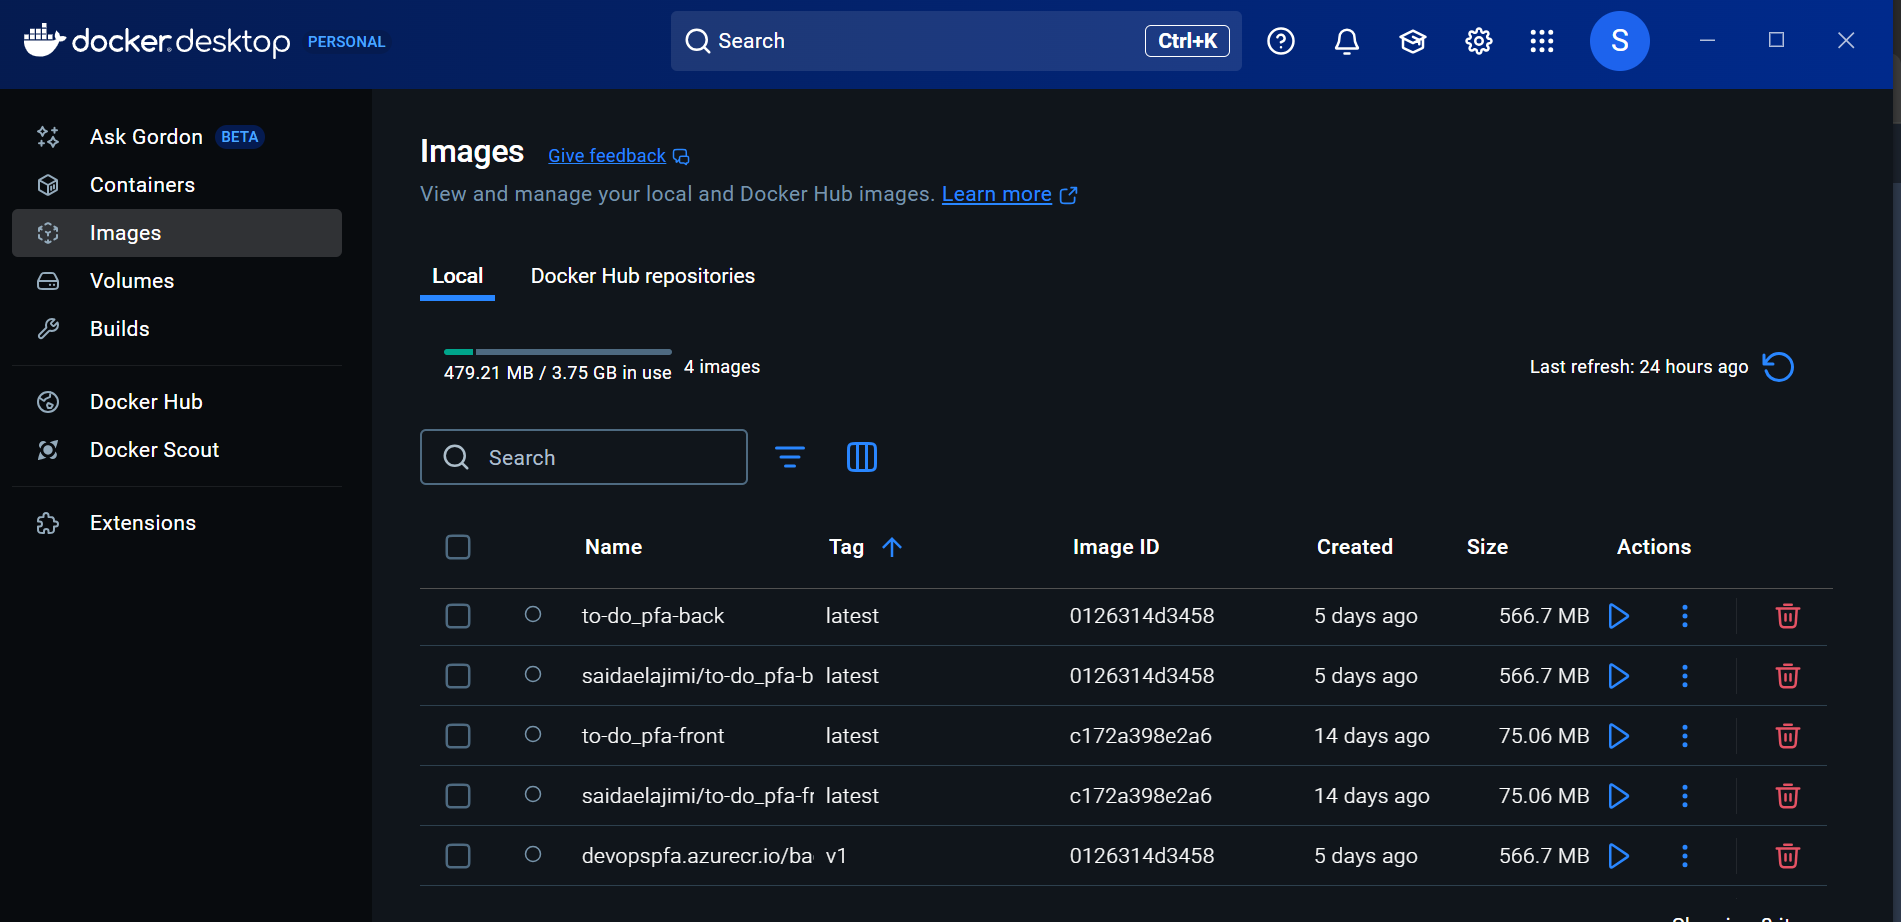 docker desktop PERSONAL
Search Ctrl+K
S
Ask Gordon BETA
Containers
Images
Volumes
Builds
Docker Hub
Docker Scout
Extensions
Images Give feedback
View and manage your local and Docker Hub images. Learn more
Local Docker Hub repositories
479.21 MB / 3.75 GB in use 4 images
Last refresh: 24 hours ago
Search
Name Tag Image ID Created Size Actions
to-do_pfa-back latest 0126314d3458 5 days ago 566.7 MB
saidaelajimi/to-do_pfa-b latest 0126314d3458 5 days ago 566.7 MB
to-do_pfa-front latest c172a398e2a6 14 days ago 75.06 MB
saidaelajimi/to-do_pfa-fr latest c172a398e2a6 14 days ago 75.06 MB
devopspfa.azurecr.io/ba v1 0126314d3458 5 days ago 566.7 MB